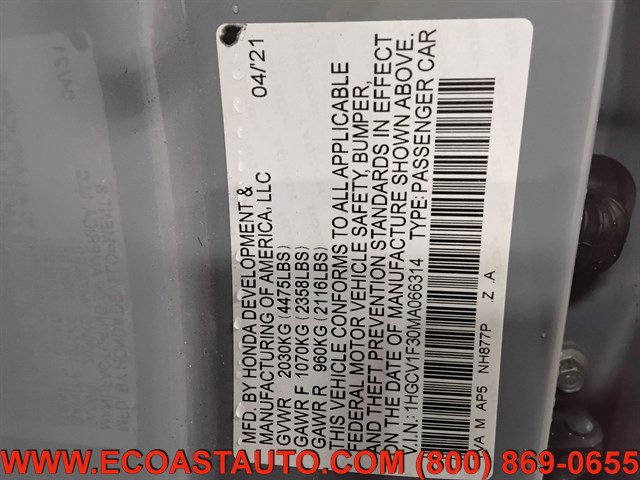 04/'21
MFD. BY HONDA DEVELOPMENT &
MANUFACTURING OF AMERICA, LLC
GVWR 2030KG (4475LBS)
GAWR F 1070KG (2358LBS)
GAWR R 960KG (2116LBS)
THIS VEHICLE CONFORMS TO ALL APPLICABLE
FEDERAL MOTOR VEHICLE SAFETY, BUMPER,
AND THEFT PREVENTION STANDARDS IN EFFECT
ON THE DATE OF MANUFACTURE SHOWN ABOVE.
V.I.N.: 1HGCV1F30MA066314 TYPE: PASSENGER CAR
TVA M AP5 NH877P .Z .A
WWW.ECOASTAUTO.COM (800) 869-0655